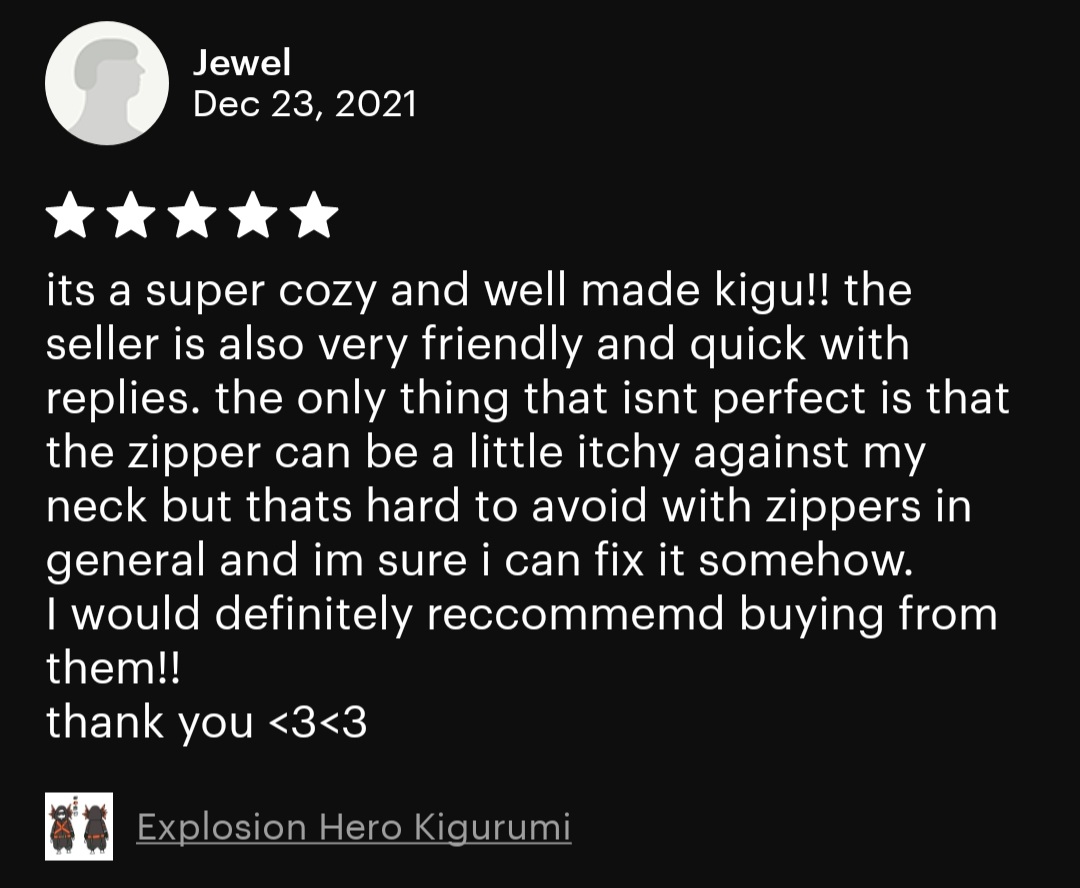 Jewel
Dec 23, 2021
its a super cozy and well made kigu!! the
seller is also very friendly and quick with
replies. the only thing that isnt perfect is that
the zipper can be a little itchy against my
neck but thats hard to avoid with zippers in
general and im sure i can fix it somehow.
I would definitely reccommemd buying from
them!!
thank you <3<3
Explosion Hero Kigurumi